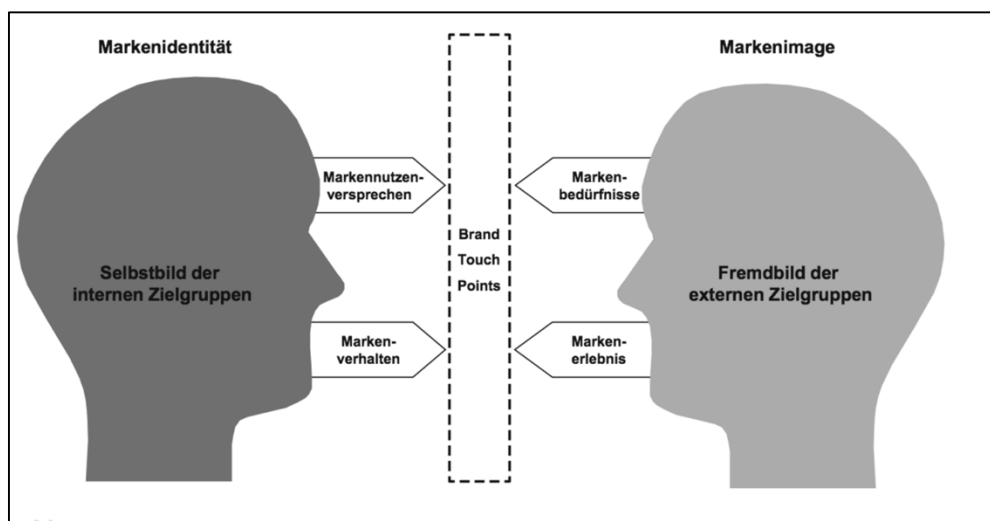 Markenidentität
Markenimage
Markennutzen-
versprechen
Marken-
bedürfnisse
Brand
Touch
Points
Selbstbild der
internen Zielgruppen
Fremdbild der
externen Zielgruppen
Marken-
verhalten
Marken-
erlebnis